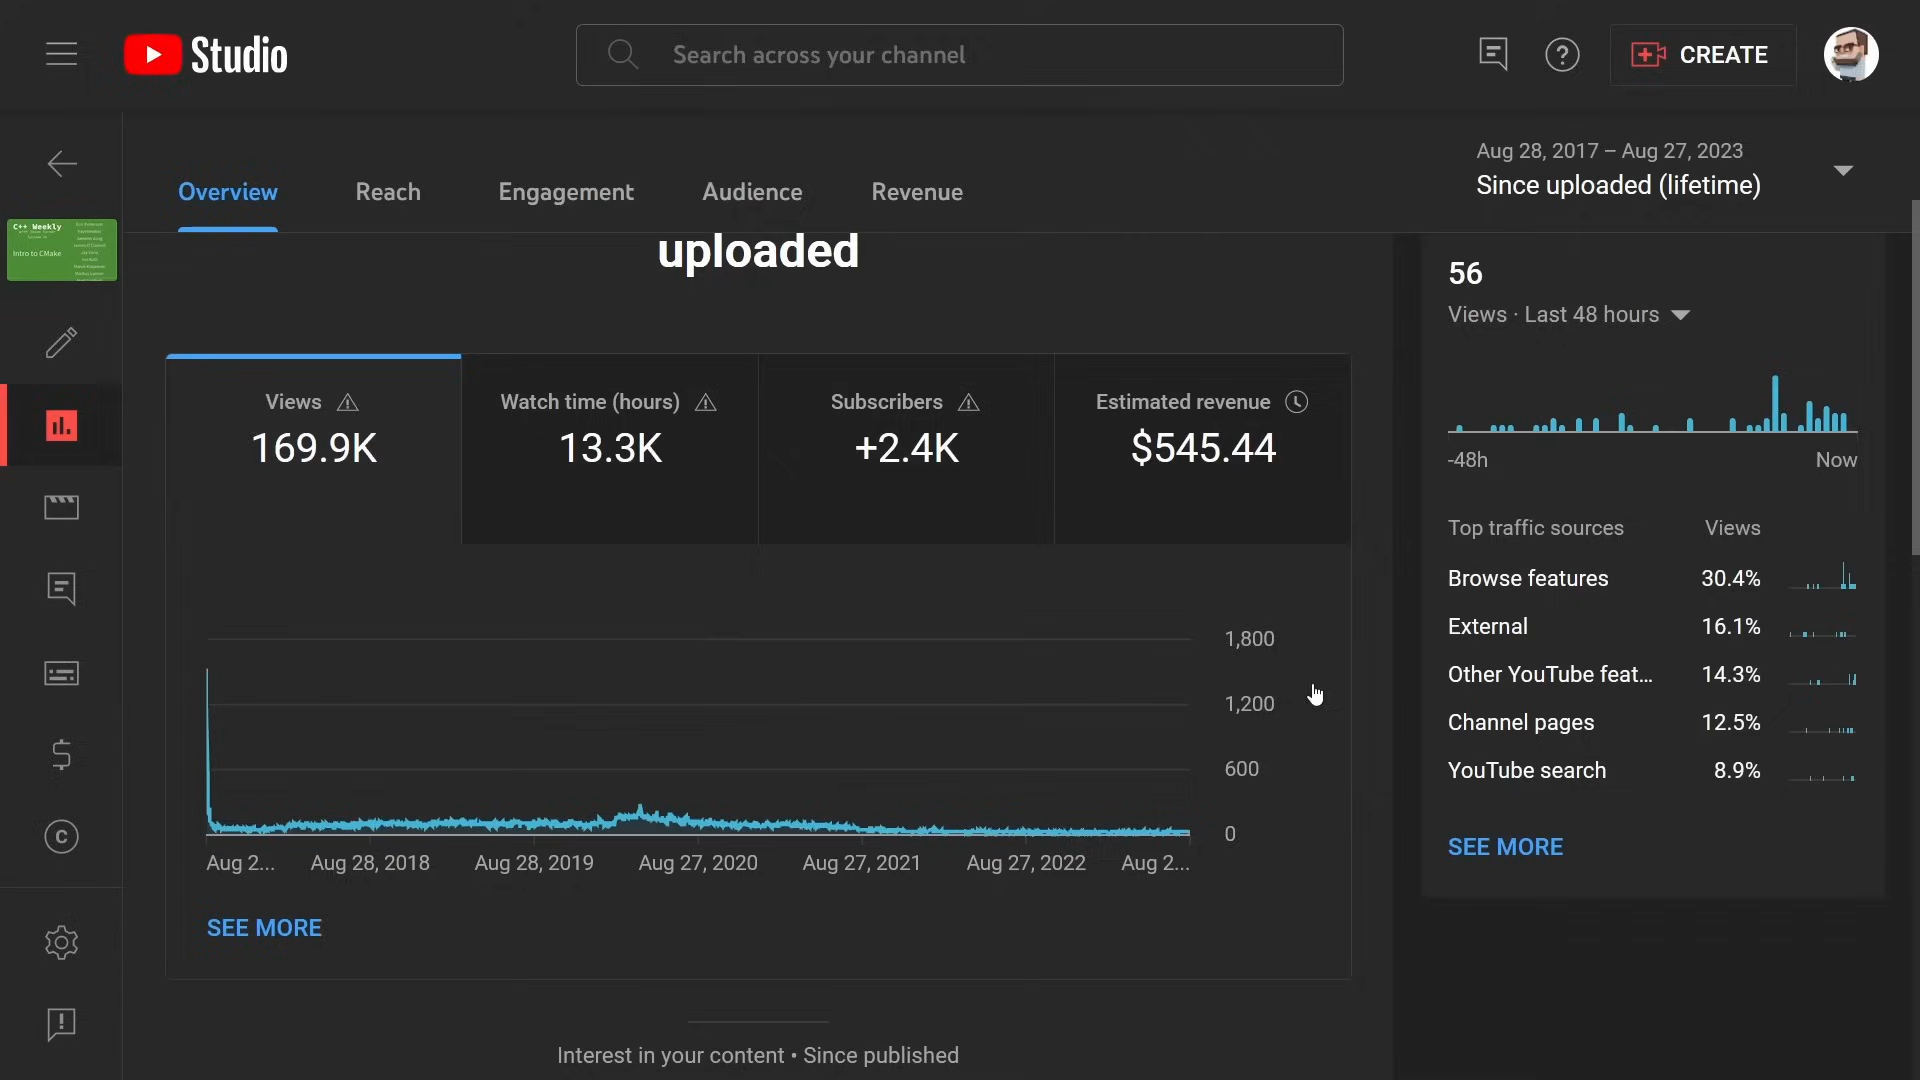 Studio
Search across your channel
CREATE
Aug 28, 2017 – Aug 27, 2023
Since uploaded (lifetime)
Overview
Reach
Engagement
Audience
Revenue
C++ Weekly
Intro to CMake
uploaded
Views
169.9K
Watch time (hours)
13.3K
Subscribers
+2.4K
Estimated revenue
$545.44
1,800
1,200
600
0
Aug 2...
Aug 28, 2018
Aug 28, 2019
Aug 27, 2020
Aug 27, 2021
Aug 27, 2022
Aug 2...
SEE MORE
Interest in your content • Since published
56
Views · Last 48 hours
-48h
Now
Top traffic sources Views
Browse features 30.4%
External 16.1%
Other YouTube feat... 14.3%
Channel pages 12.5%
YouTube search 8.9%
SEE MORE